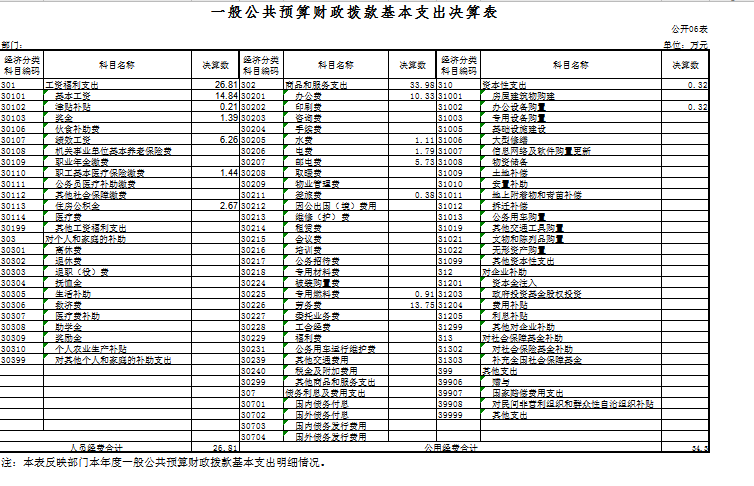 一般公共预算财政拨款基本支出决算表
公开06表
部门： 单位：万元
经济分类科目编码 科目名称 决算数 经济分类科目编码 科目名称 决算数 经济分类科目编码 科目名称 决算数
301 工资福利支出 26.81 302 商品和服务支出 33.98 310 资本性支出 0.32
30101 基本工资 14.84 30201 办公费 10.33 31001 房屋建筑物购建
30102 津贴补贴 0.21 30202 印刷费 31002 办公设备购置 0.32
30103 奖金 1.39 30203 咨询费 31003 专用设备购置
30106 伙食补助费 30204 手续费 31005 基础设施建设
30107 绩效工资 6.26 30205 水费 1.11 31006 大型修缮
30108 机关事业单位基本养老保险费 30206 电费 1.79 31007 信息网络及软件购置更新
30109 职业年金缴费 30207 邮电费 5.73 31008 物资储备
30110 职工基本医疗保险缴费 1.44 30208 取暖费 31009 土地补偿
30111 公务员医疗补助缴费 30209 物业管理费 31010 安置补助
30112 其他社会保障缴费 30211 差旅费 0.38 31011 地上附着物和青苗补偿
30113 住房公积金 2.67 30212 因公出国（境）费用 31012 拆迁补偿
30114 医疗费 30213 维修（护）费 31013 公务用车购置
30199 其他工资福利支出 30214 租赁费 31019 其他交通工具购置
303 对个人和家庭的补助 30215 会议费 31021 文物和陈列品购置
30301 离休费 30216 培训费 31022 无形资产购置
30302 退休费 30217 公务招待费 31099 其他资本性支出
30303 退职（役）费 30218 专用材料费 312 对企业补助
30304 抚恤金 30224 被装购置费 31201 资本金注入
30305 生活补助 30225 专用燃料费 0.91 31203 政府投资基金股权投资
30306 救济费 30226 劳务费 13.75 31204 费用补贴
30307 医疗费补助 30227 委托业务费 31205 利息补贴
30308 助学金 30228 工会经费 31299 其他对企业补助
30309 奖励金 30229 福利费 313 对社会保障基金补助
30310 个人农业生产补贴 30231 公务用车运行维护费 31302 对社会保险基金补助
30399 对其他个人和家庭的补助支出 30239 其他交通费用 31303 补充全国社会保障基金
30240 税金及附加费用 399 其他支出
30299 其他商品和服务支出 39906 赠与
307 债务利息及费用支出 39907 国家赔偿费用支出
30701 国内债务付息 39908 对民间非营利组织和群众性自治组织补贴
30702 国外债务付息 39999 其他支出
30703 国内债务发行费用
30704 国外债务发行费用
人员经费合计 26.81 公用经费合计 34.3
注：本表反映部门本年度一般公共预算财政拨款基本支出明细情况。